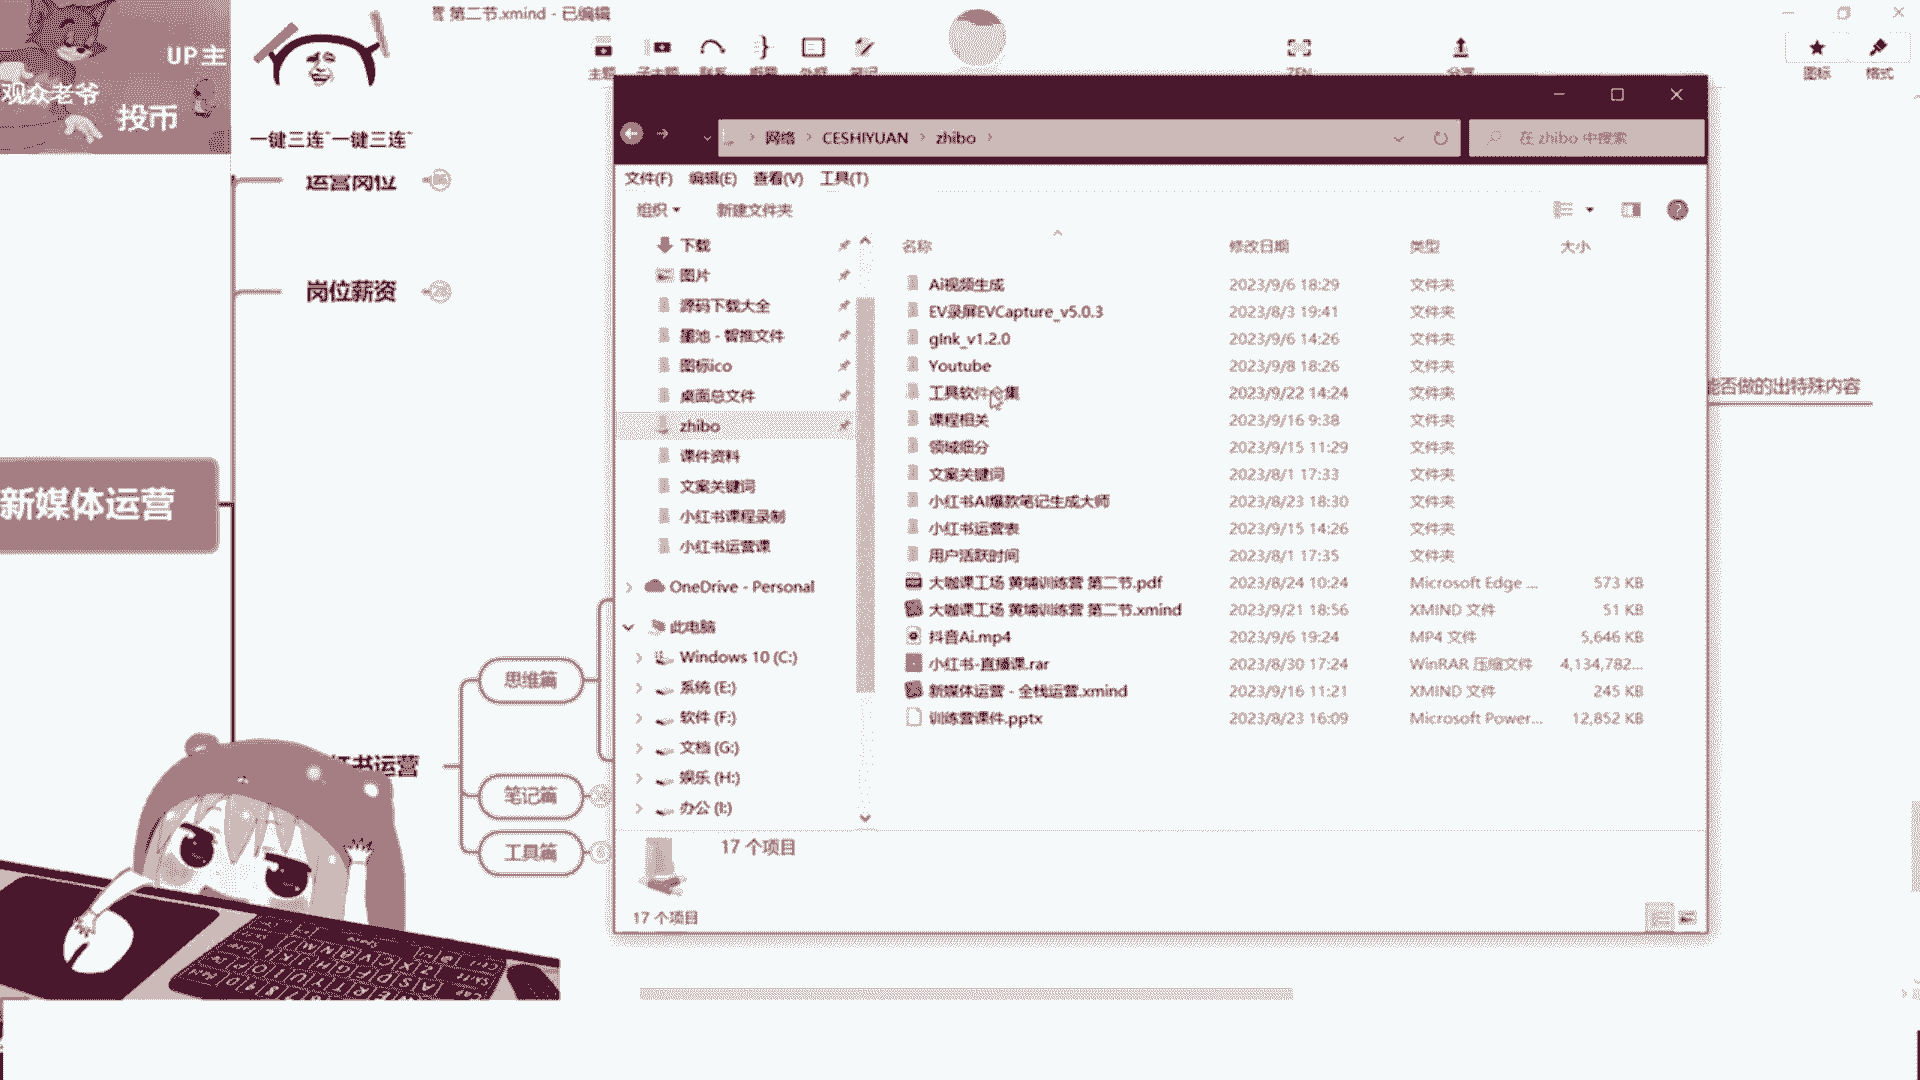 营 第二节.xmind - 已编辑
UP 主
观众老爷
投币
一键三连~一键三连~
ZEN
分享
图标
格式
运营岗位
岗位薪资
新媒体运营
红书运营
思维篇
笔记篇
工具篇
能否做的出特殊内容
网络 › CESHIYUAN › zhibo ›
在 zhibo 中搜索
文件(F) 编辑(E) 查看(V) 工具(T)
组织 新建文件夹
下载
图片
源码下载大全
星池 - 智推文件
图标ico
桌面总文件
zhibo
课件资料
文案关键词
小红书课程录制
小红书运营课
OneDrive - Personal
此电脑
Windows 10 (C:)
系统 (E:)
软件 (F:)
文档 (G:)
娱乐 (H:)
办公 (I:)
名称 修改日期 类型 大小
Ai视频生成 2023/9/6 18:29 文件夹
EV录屏EVCapture_v5.0.3 2023/8/3 19:41 文件夹
gInk_v1.2.0 2023/9/6 14:26 文件夹
Youtube 2023/9/8 18:26 文件夹
工具软件合集 2023/9/22 14:24 文件夹
课程相关 2023/9/16 9:38 文件夹
领域细分 2023/9/15 11:29 文件夹
文案关键词 2023/8/1 17:33 文件夹
小红书AI爆款笔记生成大师 2023/8/23 18:30 文件夹
小红书运营表 2023/9/15 14:26 文件夹
用户活跃时间 2023/8/1 17:35 文件夹
大咖课工场 黄埔训练营 第二节.pdf 2023/8/24 10:24 Microsoft Edge ... 573 KB
大咖课工场 黄埔训练营 第二节.xmind 2023/9/21 18:56 XMIND 文件 51 KB
抖音Ai.mp4 2023/9/6 19:24 MP4 文件 5,646 KB
小红书-直播课.rar 2023/8/30 17:24 WinRAR 压缩文件 4,134,782...
新媒体运营 - 全栈运营.xmind 2023/9/16 11:21 XMIND 文件 245 KB
训练营课件.pptx 2023/8/23 16:09 Microsoft Power... 12,852 KB
17 个项目
17 个项目